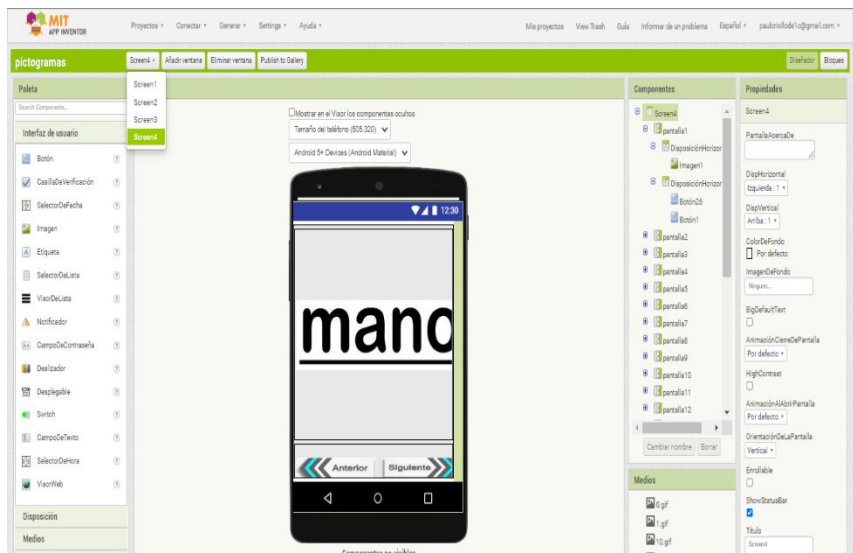 MIT
APP INVENTOR
Proyectos
Conectar
Generar
Settings
Ayuda
Mis proyectos
View Trash
Guía
Informar de un problema
Español
pictogramas
Screen4
Añadir ventana
Eliminar ventana
Publish to Gallery
Diseñador
Bloques
Screen1
Screen2
Screen3
Screen4
Paleta
Search Components...
Interfaz de usuario
Botón
CasillaDeVerificación
SelectorDeFecha
Imagen
Etiqueta
SelectorDeLista
VisorDeLista
Notificador
CampoDeContraseña
Deslizador
Desplegable
Switch
CampoDeTexto
SelectorDeHora
VisorWeb
Disposición
Medios
Mostrar en el Visor los componentes ocultos
Tamaño del teléfono (505,320)
Android 5+ Devices (Android Material)
12:30
mano
Anterior
Siguiente
Componentes
Screen4
pantalla1
DisposiciónHorizor
Imagen1
DisposiciónHorizor
Botón26
Botón1
pantalla2
pantalla3
pantalla4
pantalla5
pantalla6
pantalla7
pantalla8
pantalla9
pantalla10
pantalla11
pantalla12
Cambiar nombre
Borrar
Medios
0.gif
1.gif
10.gif
Propiedades
Screen4
PantallaAcercaDe
DispHorizontal
Izquierda : 1
DispVertical
Arriba : 1
ColorDeFondo
Por defecto
ImagenDeFondo
Ninguno...
BigDefaultText
AnimaciónCierreDePantalla
Por defecto
HighContrast
AnimaciónAlAbrirPantalla
Por defecto
OrientaciónDeLaPantalla
Vertical
Enrollable
ShowStatusBar
Título
Screen4